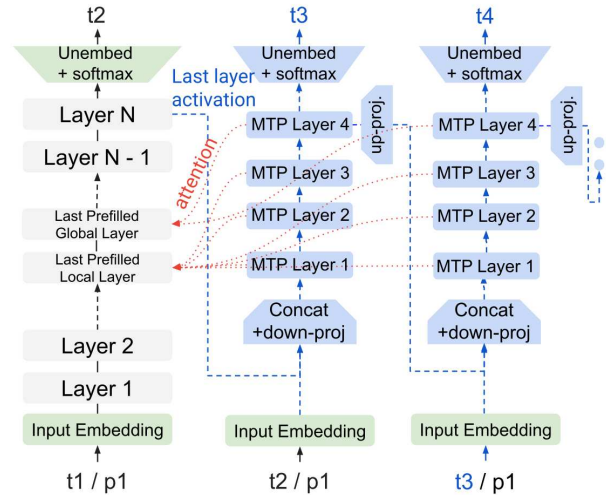 t2
t3
t4
Unembed
+ softmax
Last layer
activation
Unembed
+ softmax
Unembed
+ softmax
Layer N
Layer N - 1
Last Prefilled
Global Layer
Last Prefilled
Local Layer
Layer 2
Layer 1
Input Embedding
t1 / p1
attention
MTP Layer 4
up-proj.
MTP Layer 3
MTP Layer 2
MTP Layer 1
Concat
+down-proj
Input Embedding
t2 / p1
MTP Layer 4
up-proj.
MTP Layer 3
MTP Layer 2
MTP Layer 1
Concat
+down-proj
Input Embedding
t3 / p1